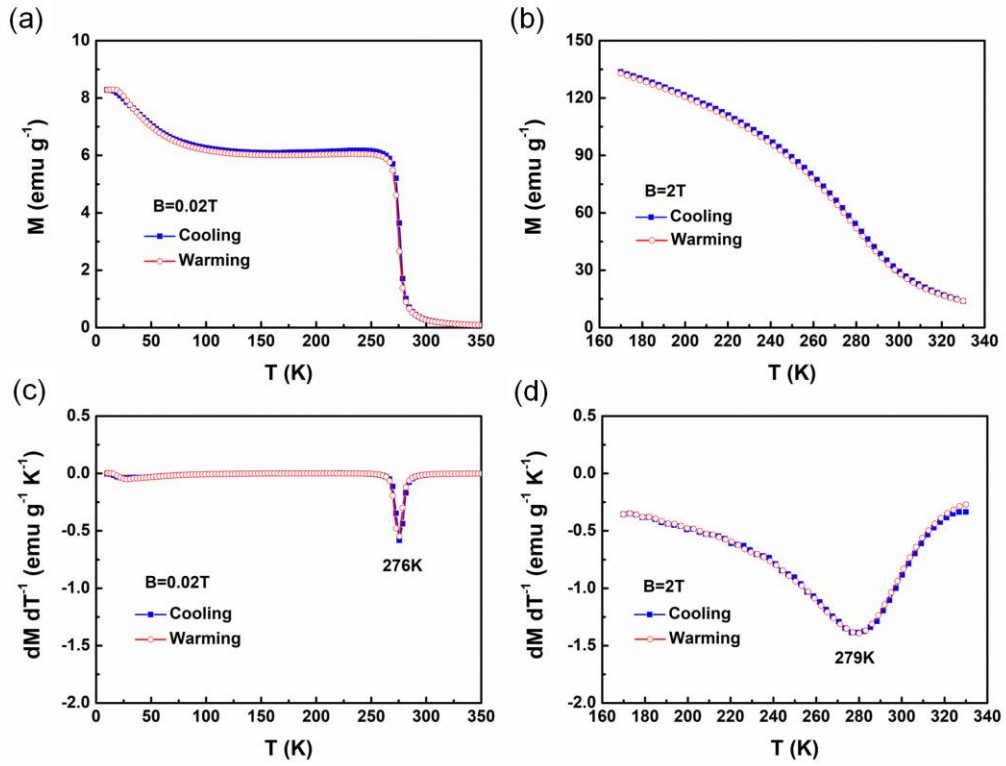 (a)
10
8
6
4
2
0
M (emu g⁻¹)
B=0.02T
Cooling
Warming
0 50 100 150 200 250 300 350
T (K)
(b)
150
120
90
60
30
0
M (emu g⁻¹)
B=2T
Cooling
Warming
160 180 200 220 240 260 280 300 320 340
T (K)
(c)
0.5
0.0
-0.5
-1.0
-1.5
-2.0
dM dT⁻¹ (emu g⁻¹ K⁻¹)
276K
B=0.02T
Cooling
Warming
0 50 100 150 200 250 300 350
T (K)
(d)
0.5
0.0
-0.5
-1.0
-1.5
-2.0
dM dT⁻¹ (emu g⁻¹ K⁻¹)
B=2T
Cooling
Warming
279K
160 180 200 220 240 260 280 300 320 340
T (K)